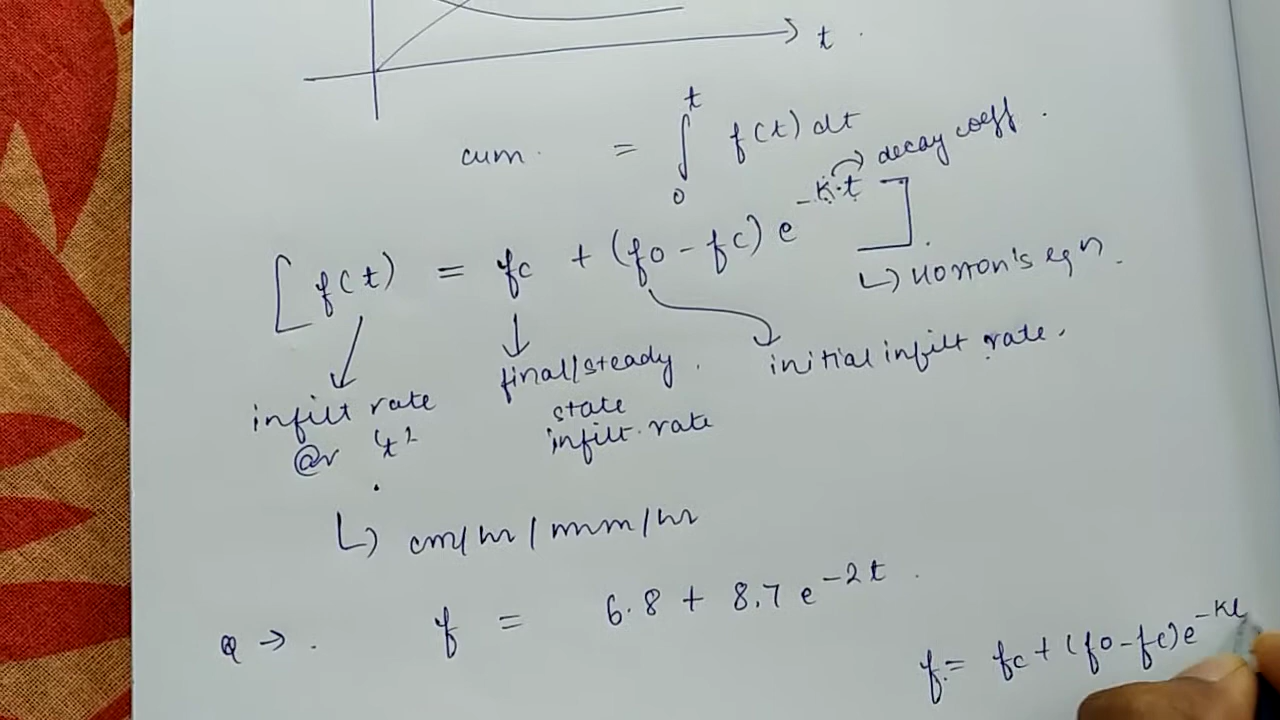 t .
cum. = ∫₀ᵗ f(t) dt
→ decay coeff .
[ f(t) = fc + (fo - fc) e^-K.t ] .
↳ Horton's eqn .
infilt rate @ 't'
final/steady . state infilt. rate
initial infilt rate .
↳ cm/hr / mm/hr
Q → . f = 6.8 + 8.7 e^-2t .
f = fc + (fo - fc) e^-Kt